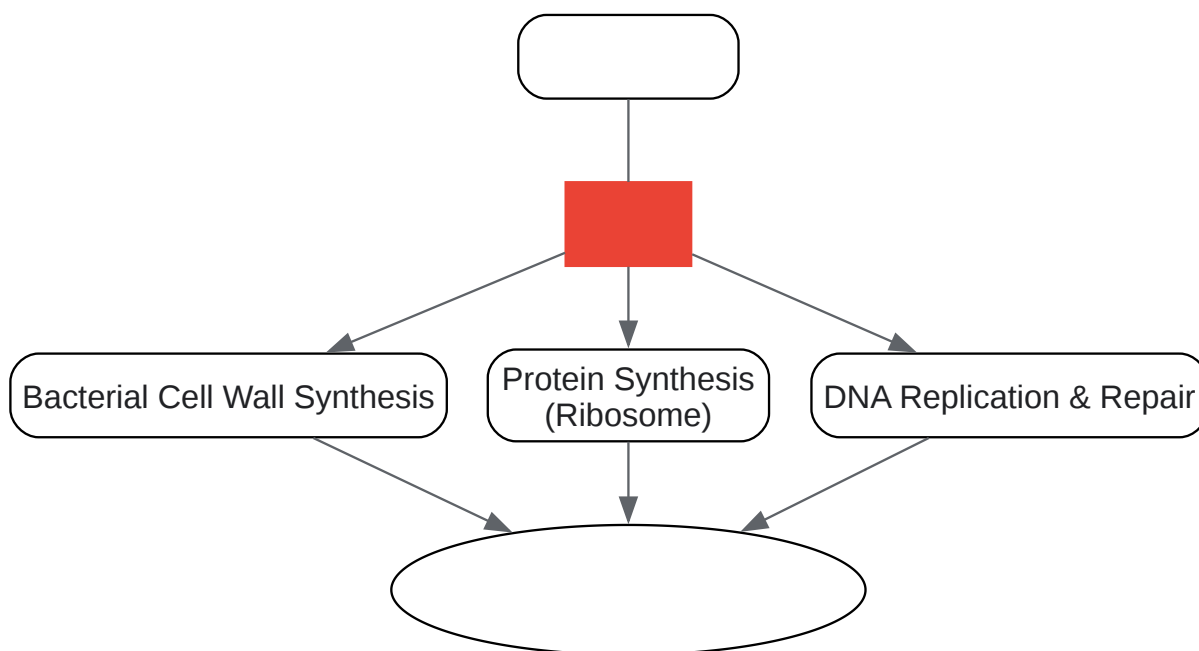 Bacterial Cell Wall Synthesis
Protein Synthesis
(Ribosome)
DNA Replication & Repair